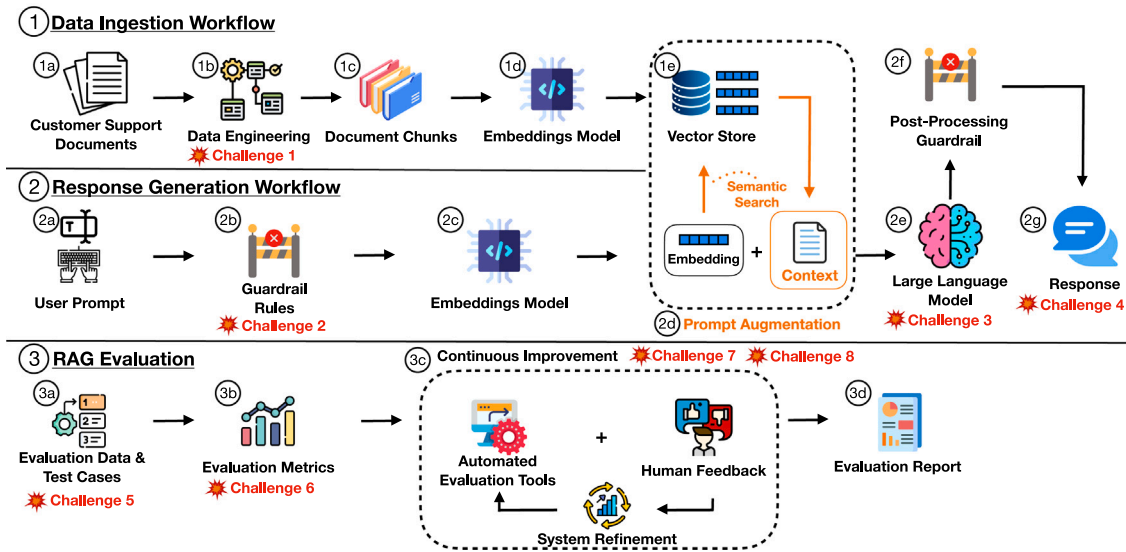 1 Data Ingestion Workflow
1a
1b
1c
1d
1e
2f
Customer Support
Documents
Data Engineering
Challenge 1
Document Chunks
Embeddings Model
Vector Store
Post-Processing
Guardrail
2 Response Generation Workflow
2a
T
2b
2c
Semantic
Search
Embedding
+
Context
2e
2g
User Prompt
Guardrail
Rules
Challenge 2
Embeddings Model
2d Prompt Augmentation
Large Language
Model
Challenge 3
Response
Challenge 4
3 RAG Evaluation
3c Continuous Improvement
Challenge 7
Challenge 8
3a
1
2
3
3b
3d
Evaluation Data &
Test Cases
Challenge 5
Evaluation Metrics
Challenge 6
Automated
Evaluation Tools
+
Human Feedback
System Refinement
Evaluation Report